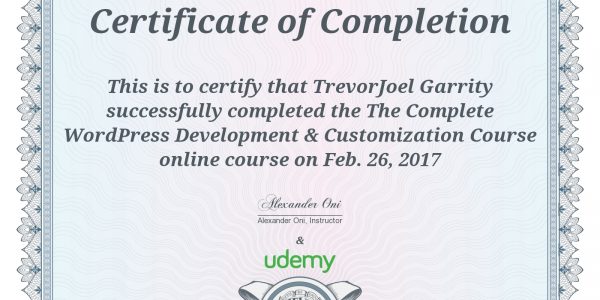 Certificate of Completion
This is to certify that TrevorJoel Garrity
successfully completed the The Complete
WordPress Development & Customization Course
online course on Feb. 26, 2017
Alexander Oni
Alexander Oni, Instructor
&
udemy